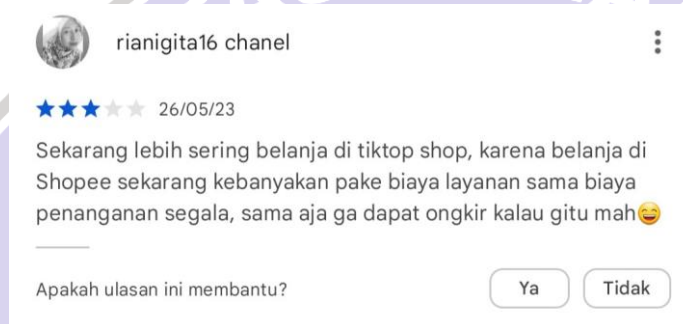 rianigita16 chanel
26/05/23
Sekarang lebih sering belanja di tiktop shop, karena belanja di
Shopee sekarang kebanyakan pake biaya layanan sama biaya
penanganan segala, sama aja ga dapat ongkir kalau gitu mah😄
Apakah ulasan ini membantu?
Ya
Tidak